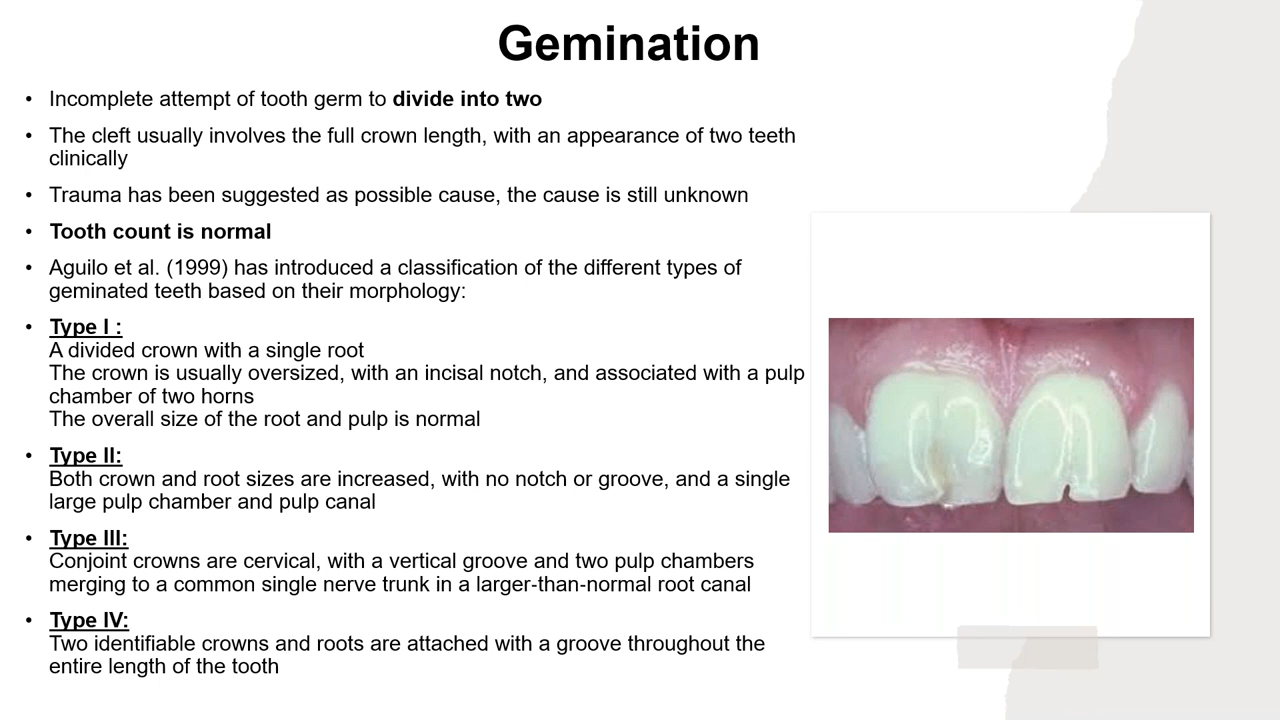 Gemination
• Incomplete attempt of tooth germ to divide into two
• The cleft usually involves the full crown length, with an appearance of two teeth
clinically
• Trauma has been suggested as possible cause, the cause is still unknown
• Tooth count is normal
• Aguilo et al. (1999) has introduced a classification of the different types of
geminated teeth based on their morphology:
• Type I :
A divided crown with a single root
The crown is usually oversized, with an incisal notch, and associated with a pulp
chamber of two horns
The overall size of the root and pulp is normal
• Type II:
Both crown and root sizes are increased, with no notch or groove, and a single
large pulp chamber and pulp canal
• Type III:
Conjoint crowns are cervical, with a vertical groove and two pulp chambers
merging to a common single nerve trunk in a larger-than-normal root canal
• Type IV:
Two identifiable crowns and roots are attached with a groove throughout the
entire length of the tooth